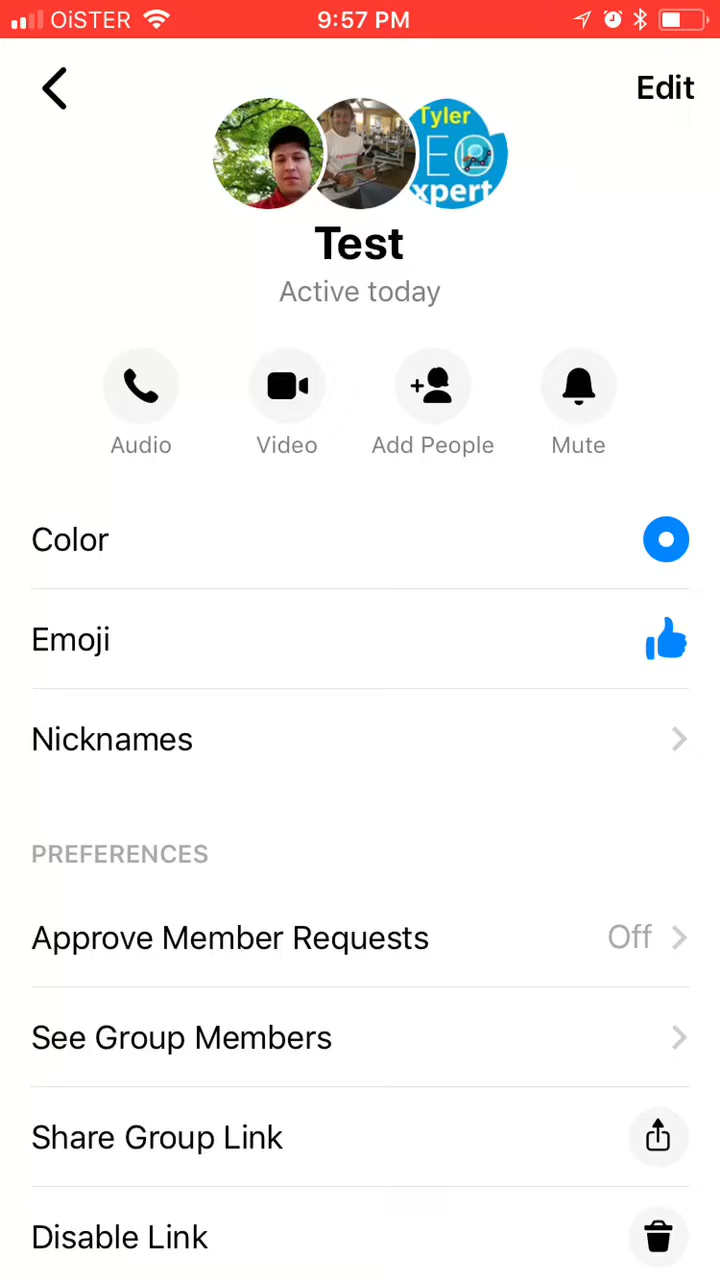 OiSTER 9:57 PM
Edit
Tyler
E
xpert
Test
Active today
Audio Video Add People Mute
Color
Emoji
Nicknames
PREFERENCES
Approve Member Requests Off
See Group Members
Share Group Link
Disable Link